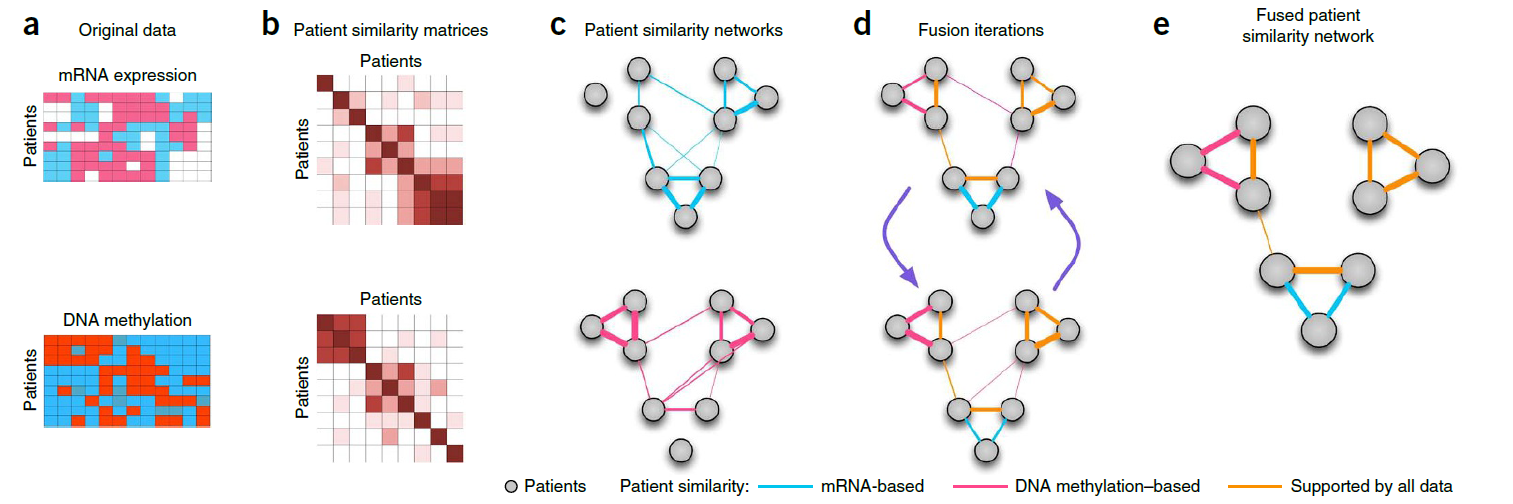 a
Original data
mRNA expression
Patients
DNA methylation
Patients
b
Patient similarity matrices
Patients
Patients
Patients
Patients
c
Patient similarity networks
d
Fusion iterations
e
Fused patient
similarity network
Patients
Patient similarity:
mRNA-based
DNA methylation–based
Supported by all data